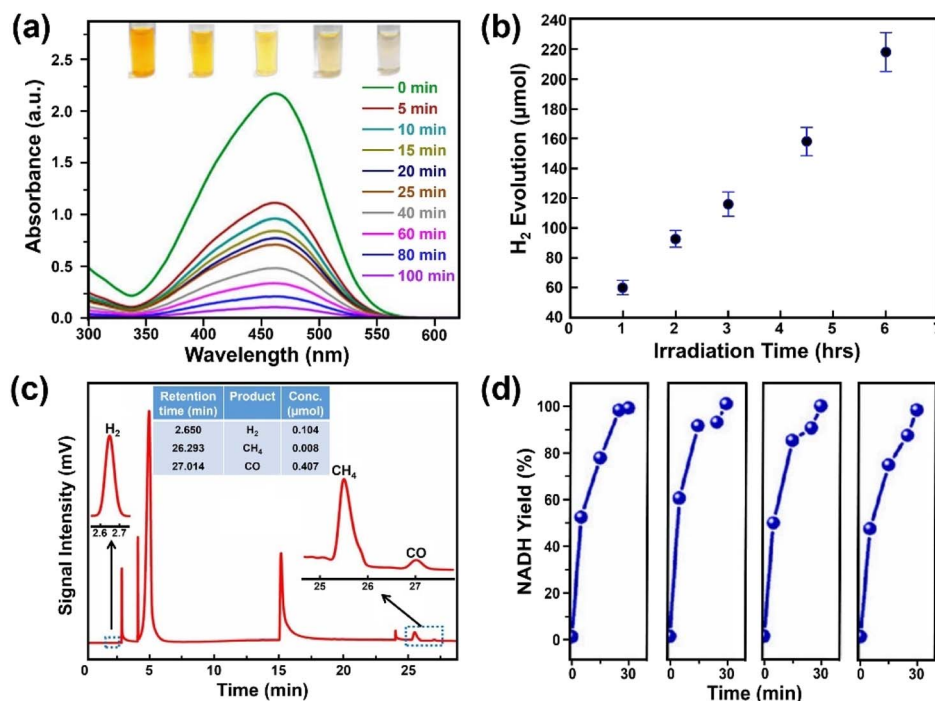 (a)
Absorbance (a.u.)
2.5
2.0
1.5
1.0
0.5
0.0
0 min
5 min
10 min
15 min
20 min
25 min
40 min
60 min
80 min
100 min
300 350 400 450 500 550 600
Wavelength (nm)
(b)
H₂ Evolution (µmol)
240
220
200
180
160
140
120
100
80
60
40
0 1 2 3 4 5 6 7
Irradiation Time (hrs)
(c)
Signal Intensity (mV)
Retention time (min) Product Conc. (µmol)
2.650 H₂ 0.104
26.293 CH₄ 0.008
27.014 CO 0.407
H₂
2.6 2.7
CH₄
CO
25 26 27
0 5 10 15 20 25
Time (min)
(d)
NADH Yield (%)
100
80
60
40
20
0
0 30 0 30 0 30 0 30
Time (min)